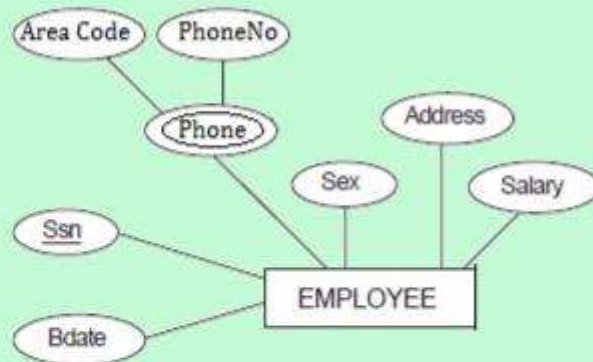 Area Code
PhoneNo
Phone
Address
Sex
Salary
Ssn
EMPLOYEE
Bdate